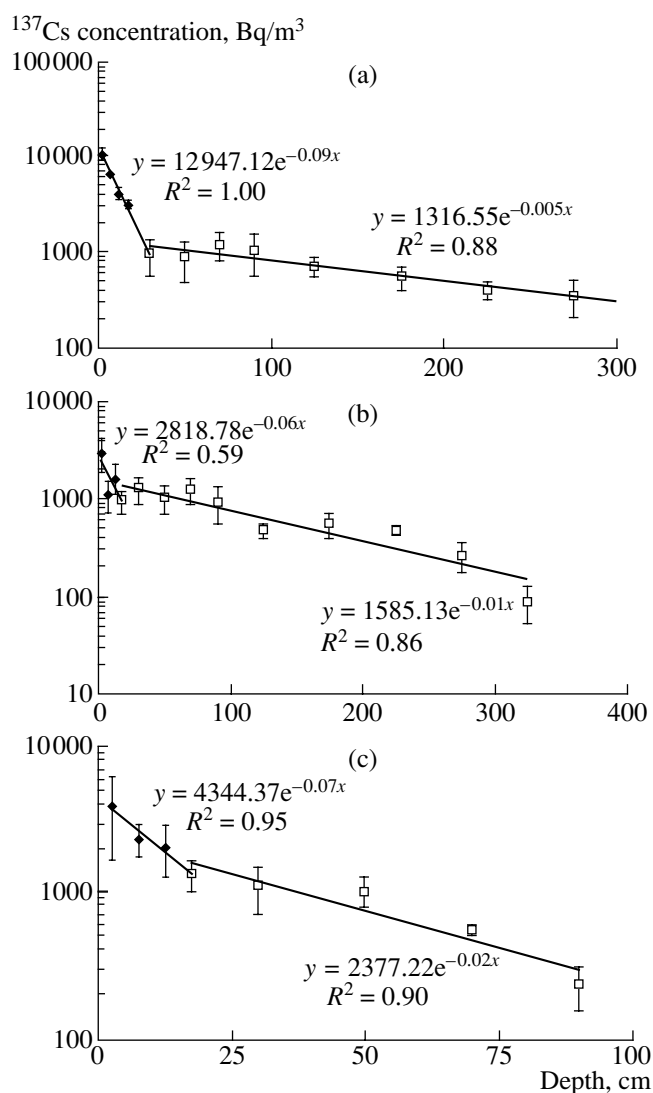 ¹³⁷Cs concentration, Bq/m³
100000
(a)
10000
y = 12947.12e⁻⁰·⁰⁹ˣ
R² = 1.00
y = 1316.55e⁻⁰·⁰⁰⁵ˣ
R² = 0.88
1000
100
0 100 200 300
10000
(b)
y = 2818.78e⁻⁰·⁰⁶ˣ
R² = 0.59
1000
100
y = 1585.13e⁻⁰·⁰¹ˣ
R² = 0.86
10
0 100 200 300 400
10000
(c)
y = 4344.37e⁻⁰·⁰⁷ˣ
R² = 0.95
1000
y = 2377.22e⁻⁰·⁰²ˣ
R² = 0.90
100
0 25 50 75 100
Depth, cm